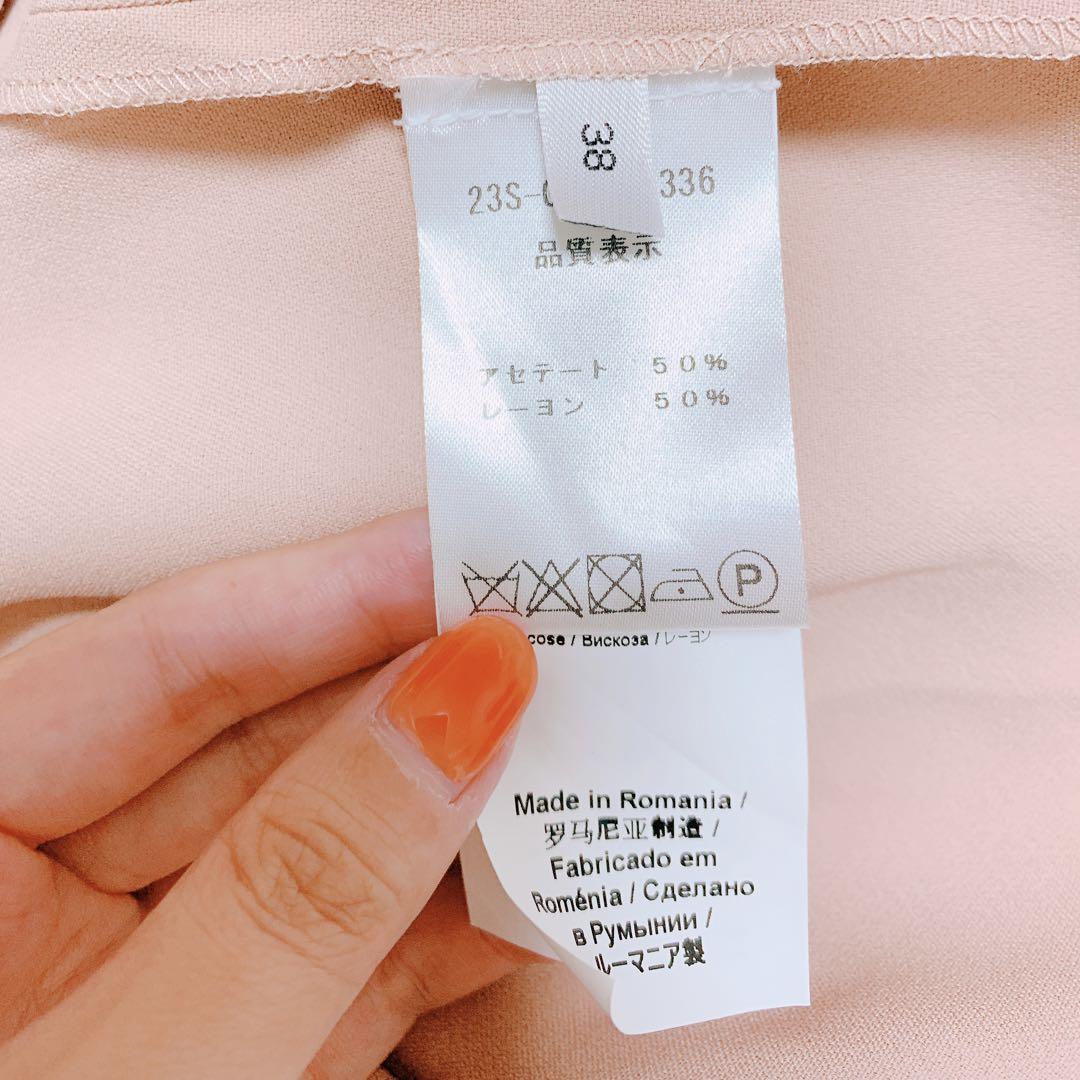 38
23S- 336
品質表示
アセテート 50%
レーヨン 50%
P
/ Вискоза / レーヨン
Made in Romania /
罗马尼亚制造 /
Fabricado em
Roménia / Сделано
в Румынии /
ルーマニア製